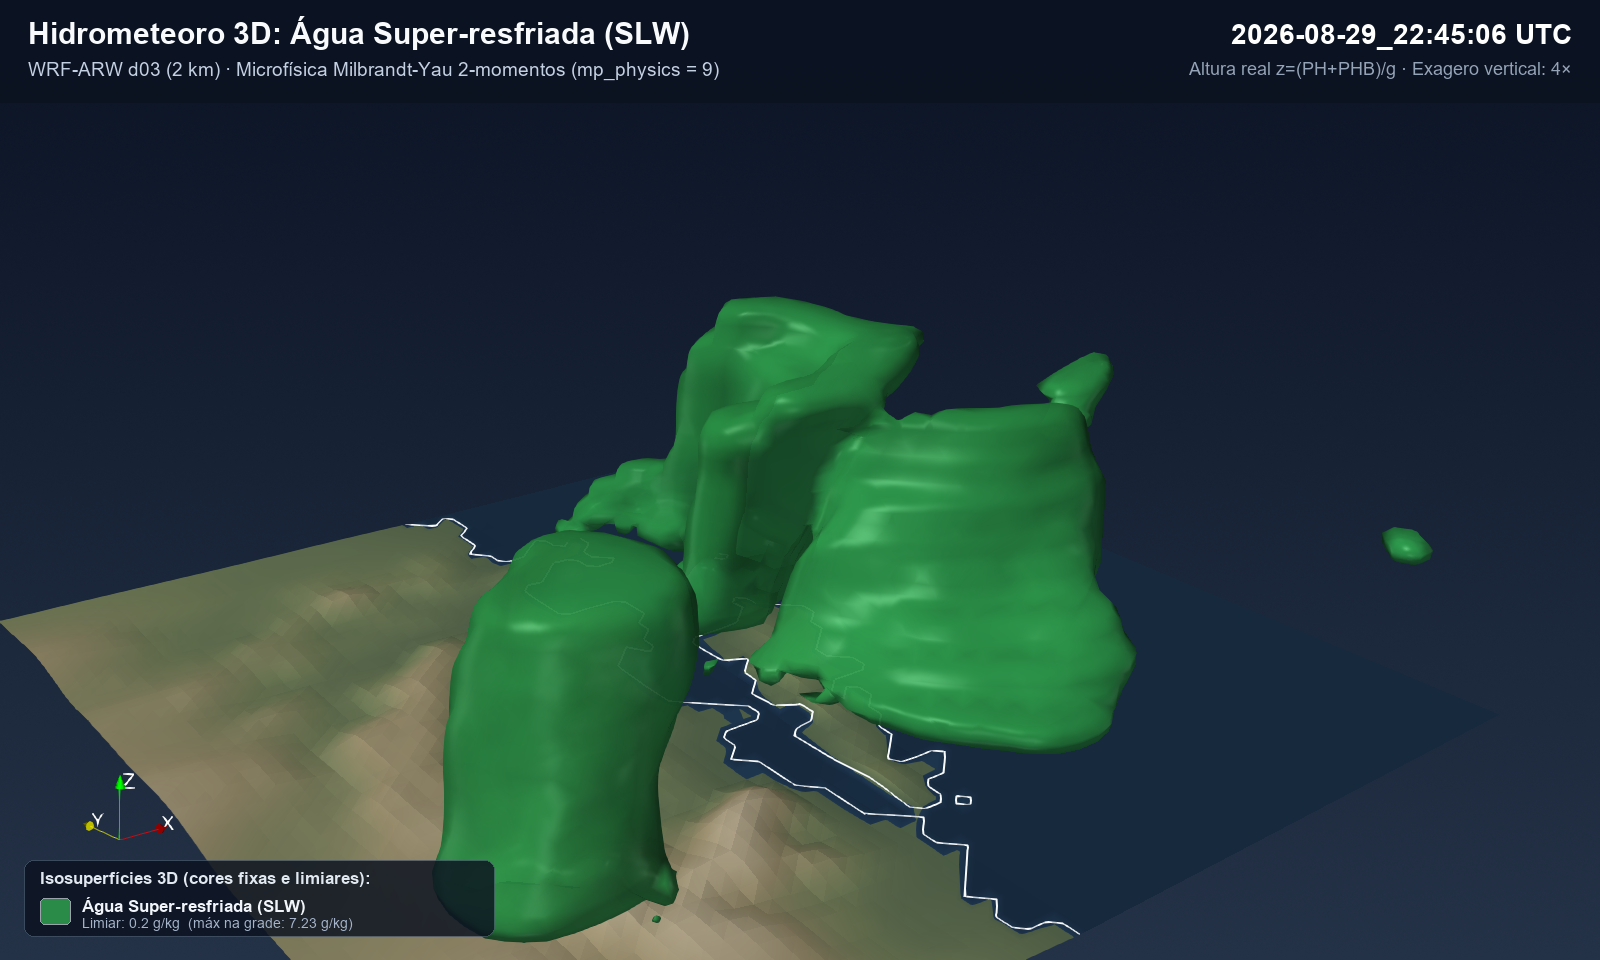 Hidrometeoro 3D: Água Super-resfriada (SLW)
2026-08-29_22:45:06 UTC
WRF-ARW d03 (2 km) · Microfísica Milbrandt-Yau 2-momentos (mp_physics = 9)
Altura real z=(PH+PHB)/g · Exagero vertical: 4×
Z
Y
X
Isosuperfícies 3D (cores fixas e limiares):
Água Super-resfriada (SLW)
Limiar: 0.2 g/kg (máx na grade: 7.23 g/kg)